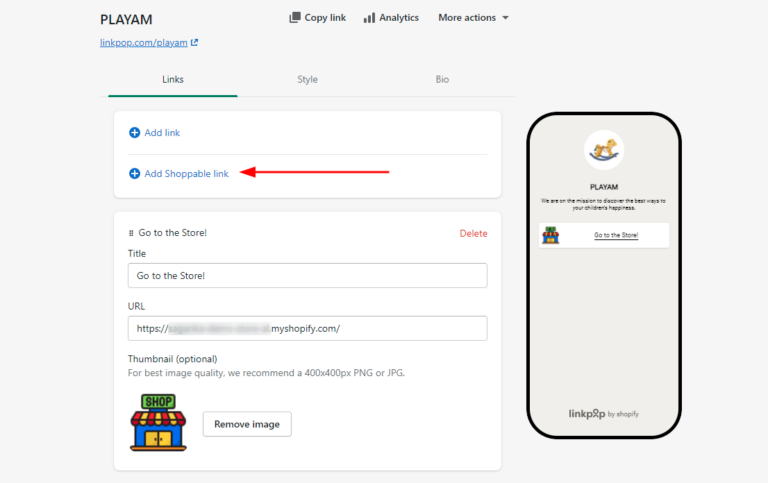 PLAYAM
Copy link
Analytics
More actions
linkpop.com/playam
Links
Style
Bio
Add link
Add Shoppable link
Go to the Store!
Delete
Title
Go to the Store!
URL
https:// .myshopify.com/
Thumbnail (optional)
For best image quality, we recommend a 400x400px PNG or JPG.
SHOP
Remove image
PLAYAM
We are on the mission to discover the best ways to
your children's happiness.
Go to the Store!
linkpop by shopify